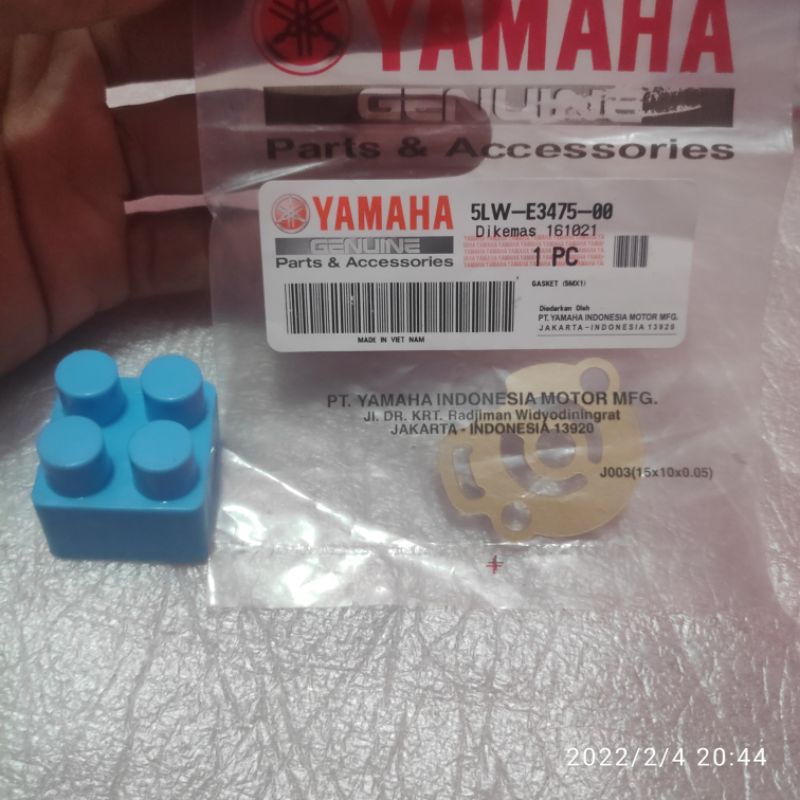 YAMAHA
GENUINE
Parts & Accessories
YAMAHA
GENUINE
Parts & Accessories
5LW-E3475-00
Dikemas 161021
1 PC
GASKET (5MX1)
MADE IN VIET NAM
Diedarkan Oleh
PT. YAMAHA INDONESIA MOTOR MFG.
JAKARTA-INDONESIA 13920
PT. YAMAHA INDONESIA MOTOR MFG.
Jl. DR. KRT. Radjiman Widyodiningrat
JAKARTA - INDONESIA 13920
J003(15x10x0.05)
2022/2/4 20:44